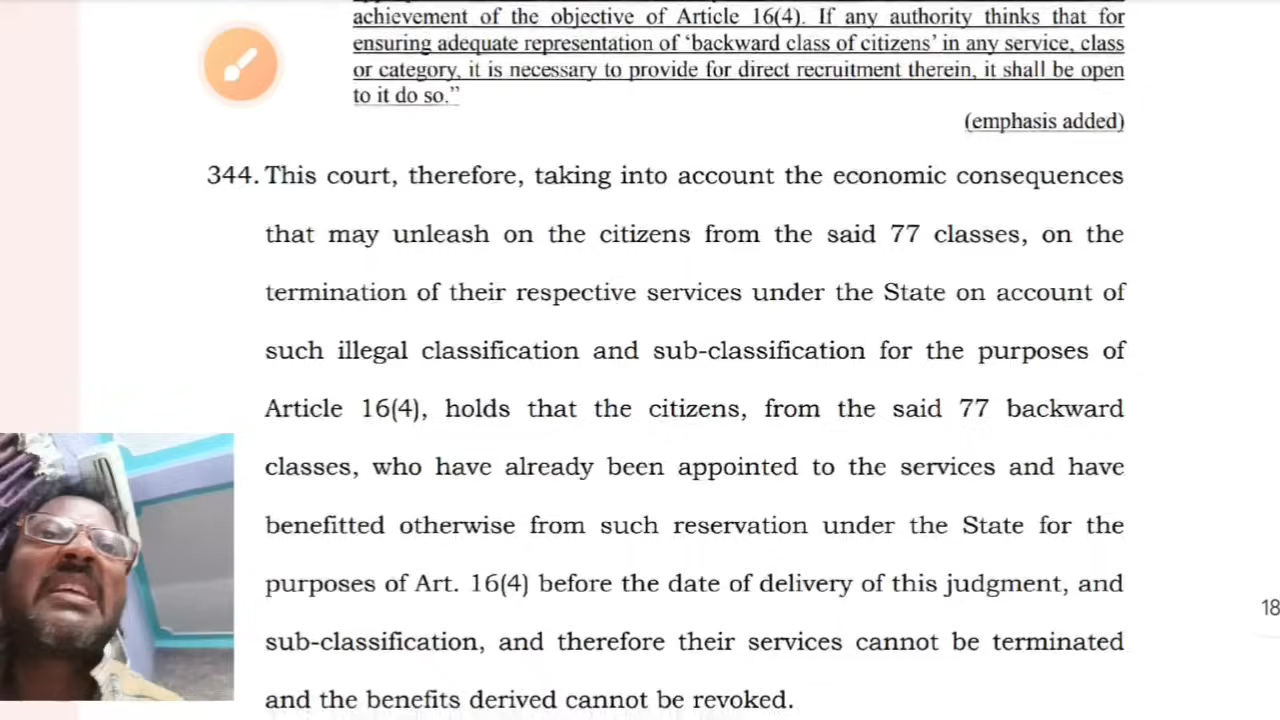 achievement of the objective of Article 16(4). If any authority thinks that for
ensuring adequate representation of ‘backward class of citizens’ in any service, class
or category, it is necessary to provide for direct recruitment therein, it shall be open
to it do so.”
(emphasis added)
344. This court, therefore, taking into account the economic consequences
that may unleash on the citizens from the said 77 classes, on the
termination of their respective services under the State on account of
such illegal classification and sub-classification for the purposes of
Article 16(4), holds that the citizens, from the said 77 backward
classes, who have already been appointed to the services and have
benefitted otherwise from such reservation under the State for the
purposes of Art. 16(4) before the date of delivery of this judgment, and
sub-classification, and therefore their services cannot be terminated
and the benefits derived cannot be revoked.